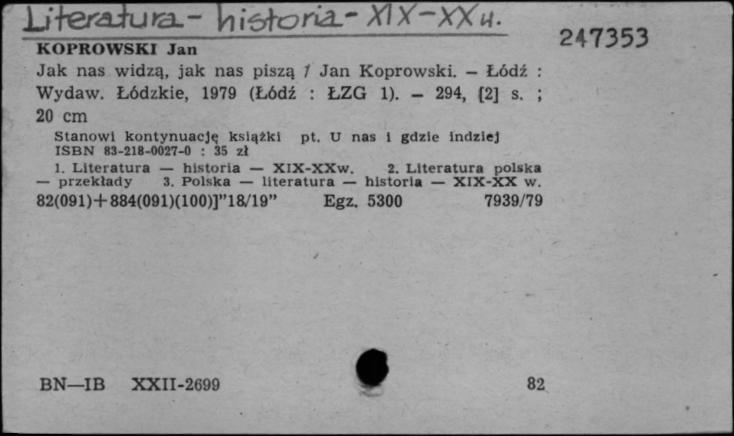 Literatura - historia - XIX-XX w.
247353
KOPROWSKI Jan
Jak nas widzą, jak nas piszą / Jan Koprowski. — Łódź :
Wydaw. Łódzkie, 1979 (Łódź : ŁZG 1). — 294, [2] s. ;
20 cm
Stanowi kontynuację książki pt. U nas i gdzie indziej
ISBN 83-218-0027-0 : 35 zł
1. Literatura — historia — XIX-XXw. 2. Literatura polska
— przekłady 3. Polska — literatura — historia — XIX-XX w.
82(091)+884(091)(100)]"18/19" Egz. 5300 7939/79
BN—IB XXII-2699 82